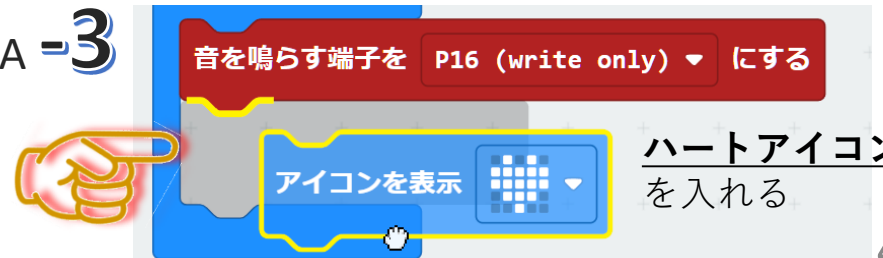 A -3
音を鳴らす端子を P16 (write only) にする
アイコンを表示
ハートアイコン
を入れる